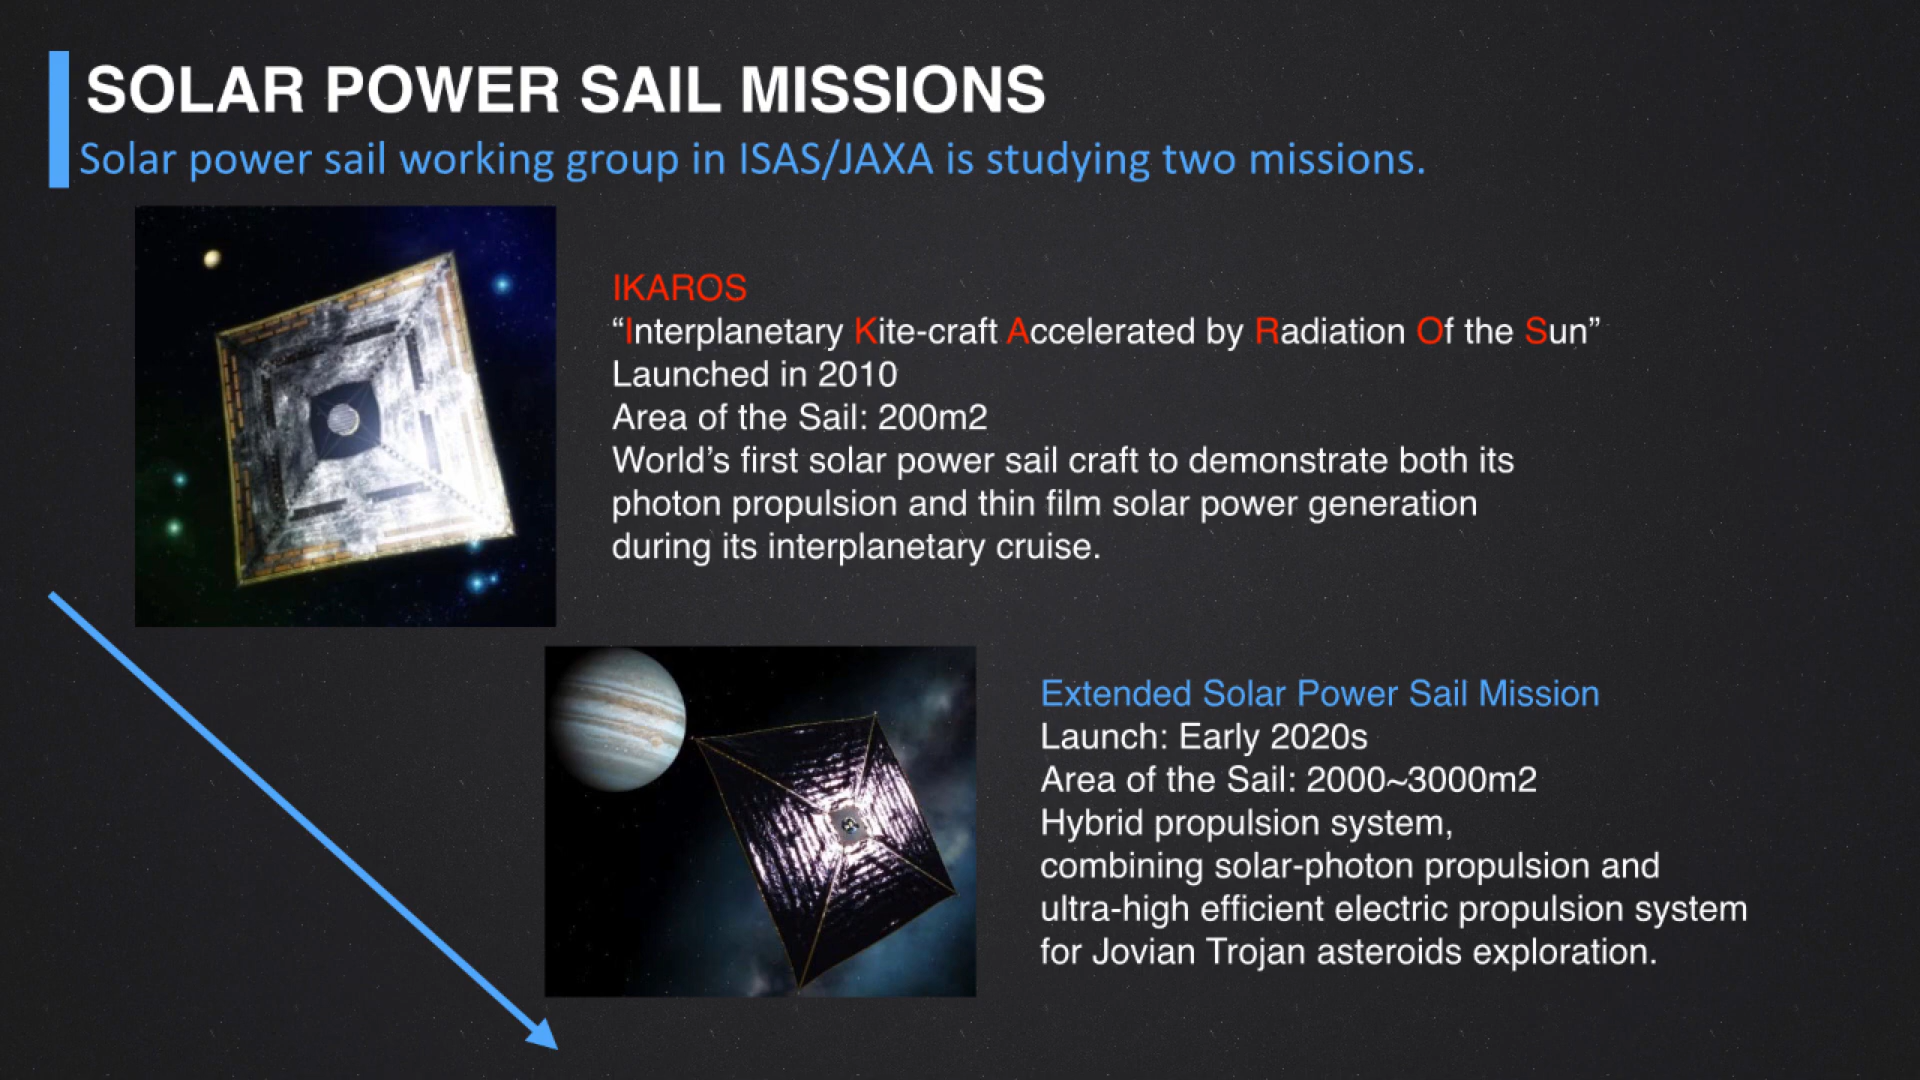 SOLAR POWER SAIL MISSIONS
Solar power sail working group in ISAS/JAXA is studying two missions.
IKAROS
“Interplanetary Kite-craft Accelerated by Radiation Of the Sun”
Launched in 2010
Area of the Sail: 200m2
World’s first solar power sail craft to demonstrate both its
photon propulsion and thin film solar power generation
during its interplanetary cruise.
Extended Solar Power Sail Mission
Launch: Early 2020s
Area of the Sail: 2000~3000m2
Hybrid propulsion system,
combining solar-photon propulsion and
ultra-high efficient electric propulsion system
for Jovian Trojan asteroids exploration.